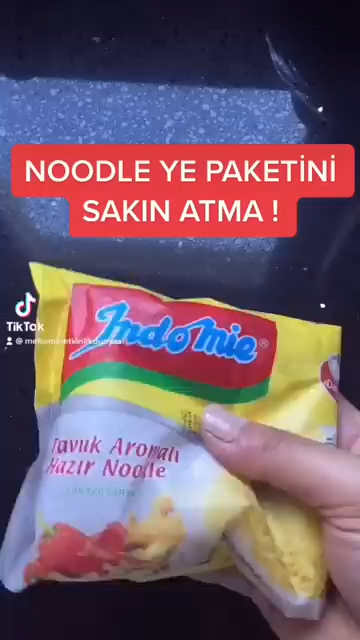 NOODLE YE PAKETİNİ
SAKIN ATMA !
TikTok
Indomie®
Tavuk Aromalı
Hazır Noodle